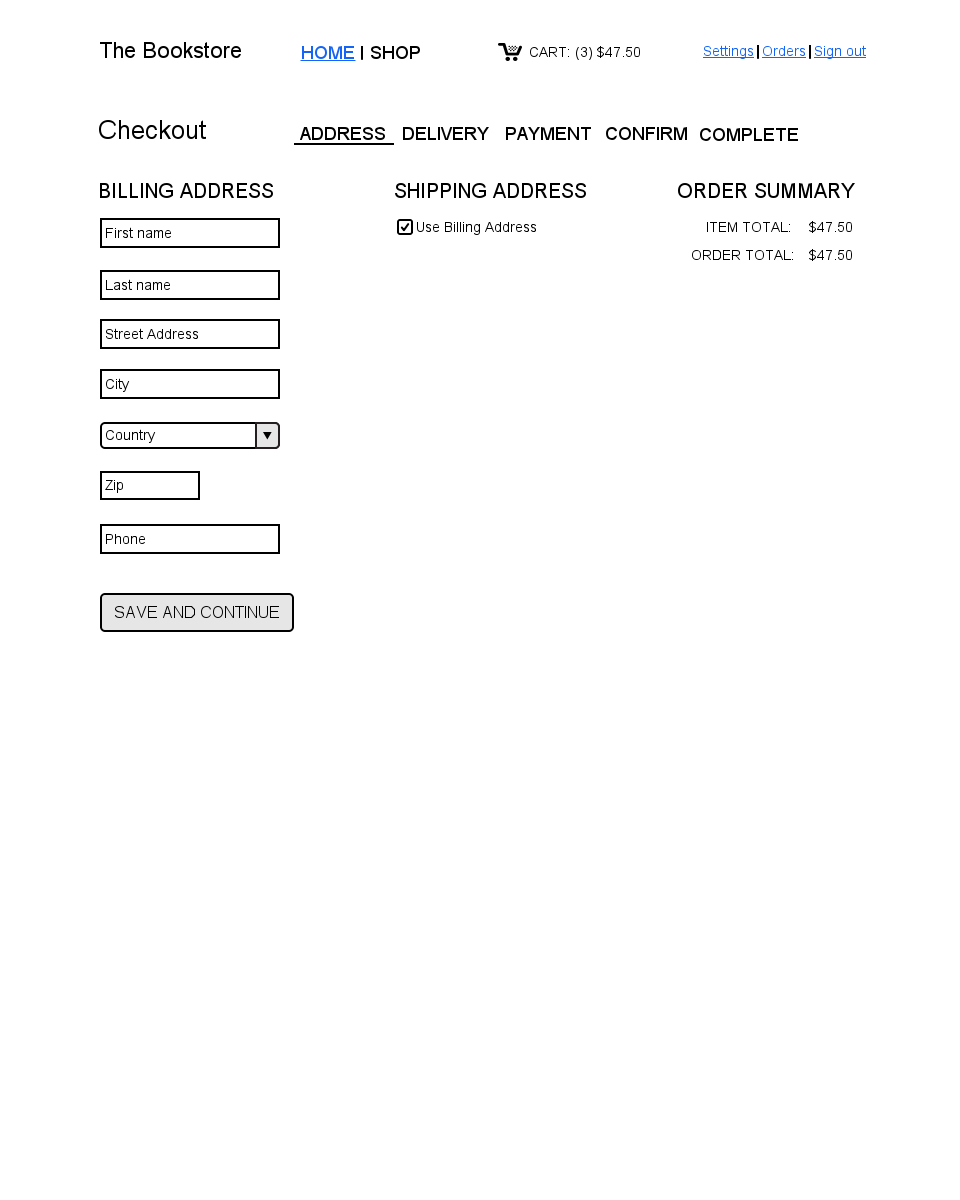 The Bookstore HOME | SHOP CART: (3) $47.50 Settings | Orders | Sign out
Checkout ADDRESS DELIVERY PAYMENT CONFIRM COMPLETE
BILLING ADDRESS SHIPPING ADDRESS ORDER SUMMARY
First name Use Billing Address ITEM TOTAL: $47.50
ORDER TOTAL: $47.50
Last name
Street Address
City
Country
Zip
Phone
SAVE AND CONTINUE